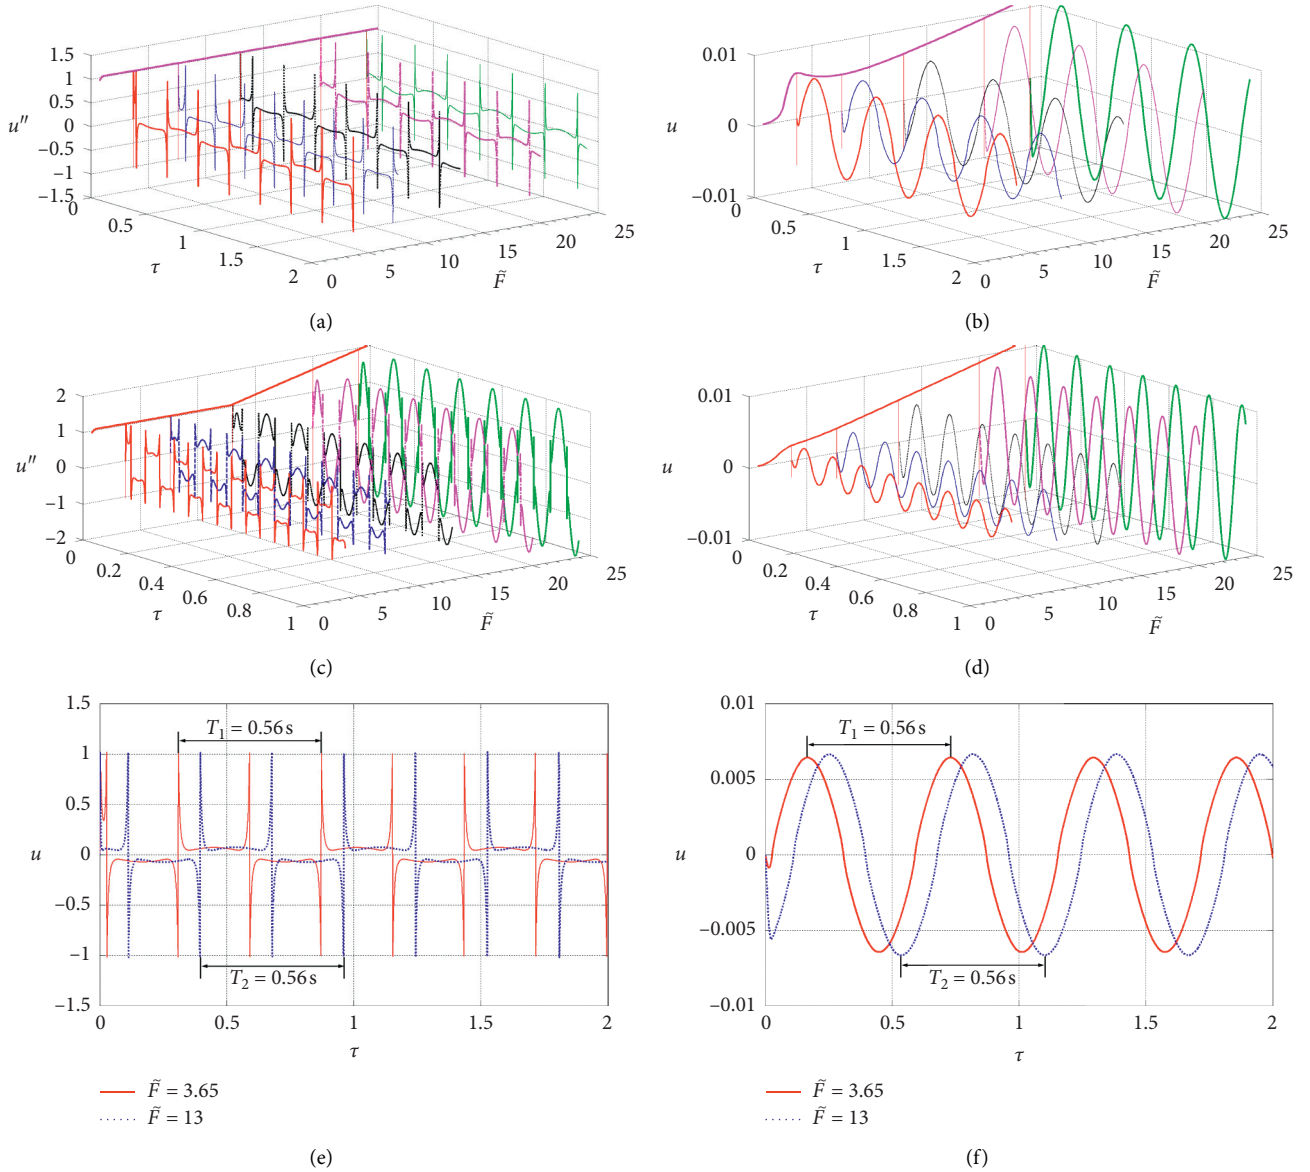 1.5
1
0.5
0
−0.5
−1
−1.5
u″
0
0.5
1
1.5
2
τ
0
5
10
15
20
25
F̃
(a)
0.01
0
−0.01
u
0
0.5
1
1.5
2
τ
0
5
10
15
20
25
F̃
(b)
2
1
0
−1
−2
u″
0
0.2
0.4
0.6
0.8
1
τ
0
5
10
15
20
25
F̃
(c)
0.01
0
−0.01
u
0
0.2
0.4
0.6
0.8
1
τ
0
5
10
15
20
25
F̃
(d)
1.5
1
0.5
0
−0.5
−1
−1.5
u
T₁ = 0.56 s
T₂ = 0.56 s
0
0.5
1
1.5
2
τ
F̃ = 3.65
F̃ = 13
(e)
0.01
0.005
0
−0.005
−0.01
u
T₁ = 0.56 s
T₂ = 0.56 s
0
0.5
1
1.5
2
τ
F̃ = 3.65
F̃ = 13
(f)